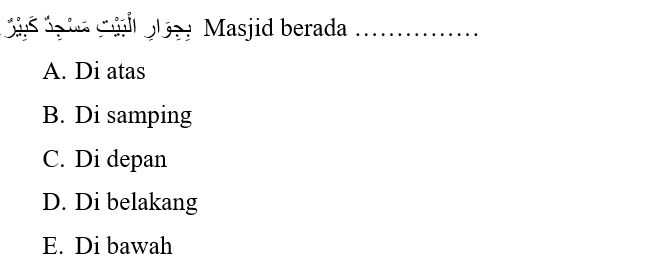 بِجِوَارِ الْبَيْتِ مَسْجِدٌ كَبِيْرٌ Masjid berada ……………
A. Di atas
B. Di samping
C. Di depan
D. Di belakang
E. Di bawah